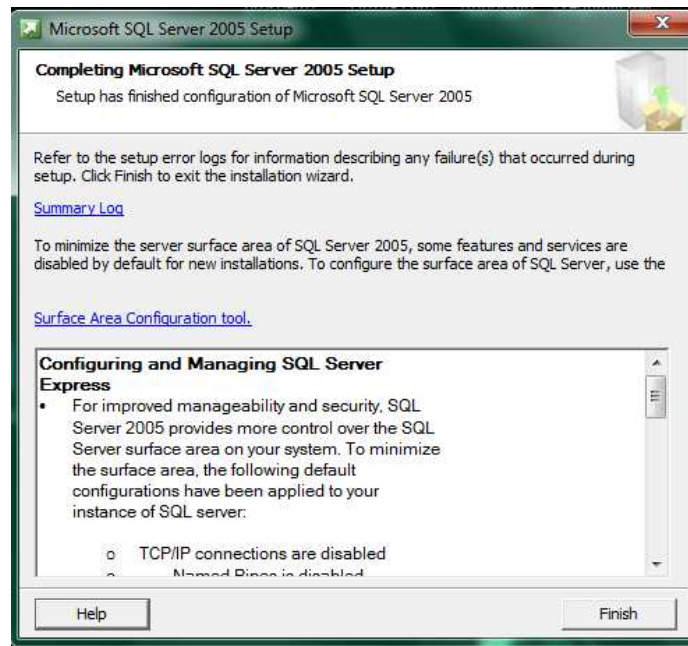 Microsoft SQL Server 2005 Setup
Completing Microsoft SQL Server 2005 Setup
Setup has finished configuration of Microsoft SQL Server 2005
Refer to the setup error logs for information describing any failure(s) that occurred during
setup. Click Finish to exit the installation wizard.
Summary Log
To minimize the server surface area of SQL Server 2005, some features and services are
disabled by default for new installations. To configure the surface area of SQL Server, use the
Surface Area Configuration tool.
Configuring and Managing SQL Server
Express
• For improved manageability and security, SQL
Server 2005 provides more control over the SQL
Server surface area on your system. To minimize
the surface area, the following default
configurations have been applied to your
instance of SQL server:
o TCP/IP connections are disabled
o Named Pipes is disabled
Help
Finish